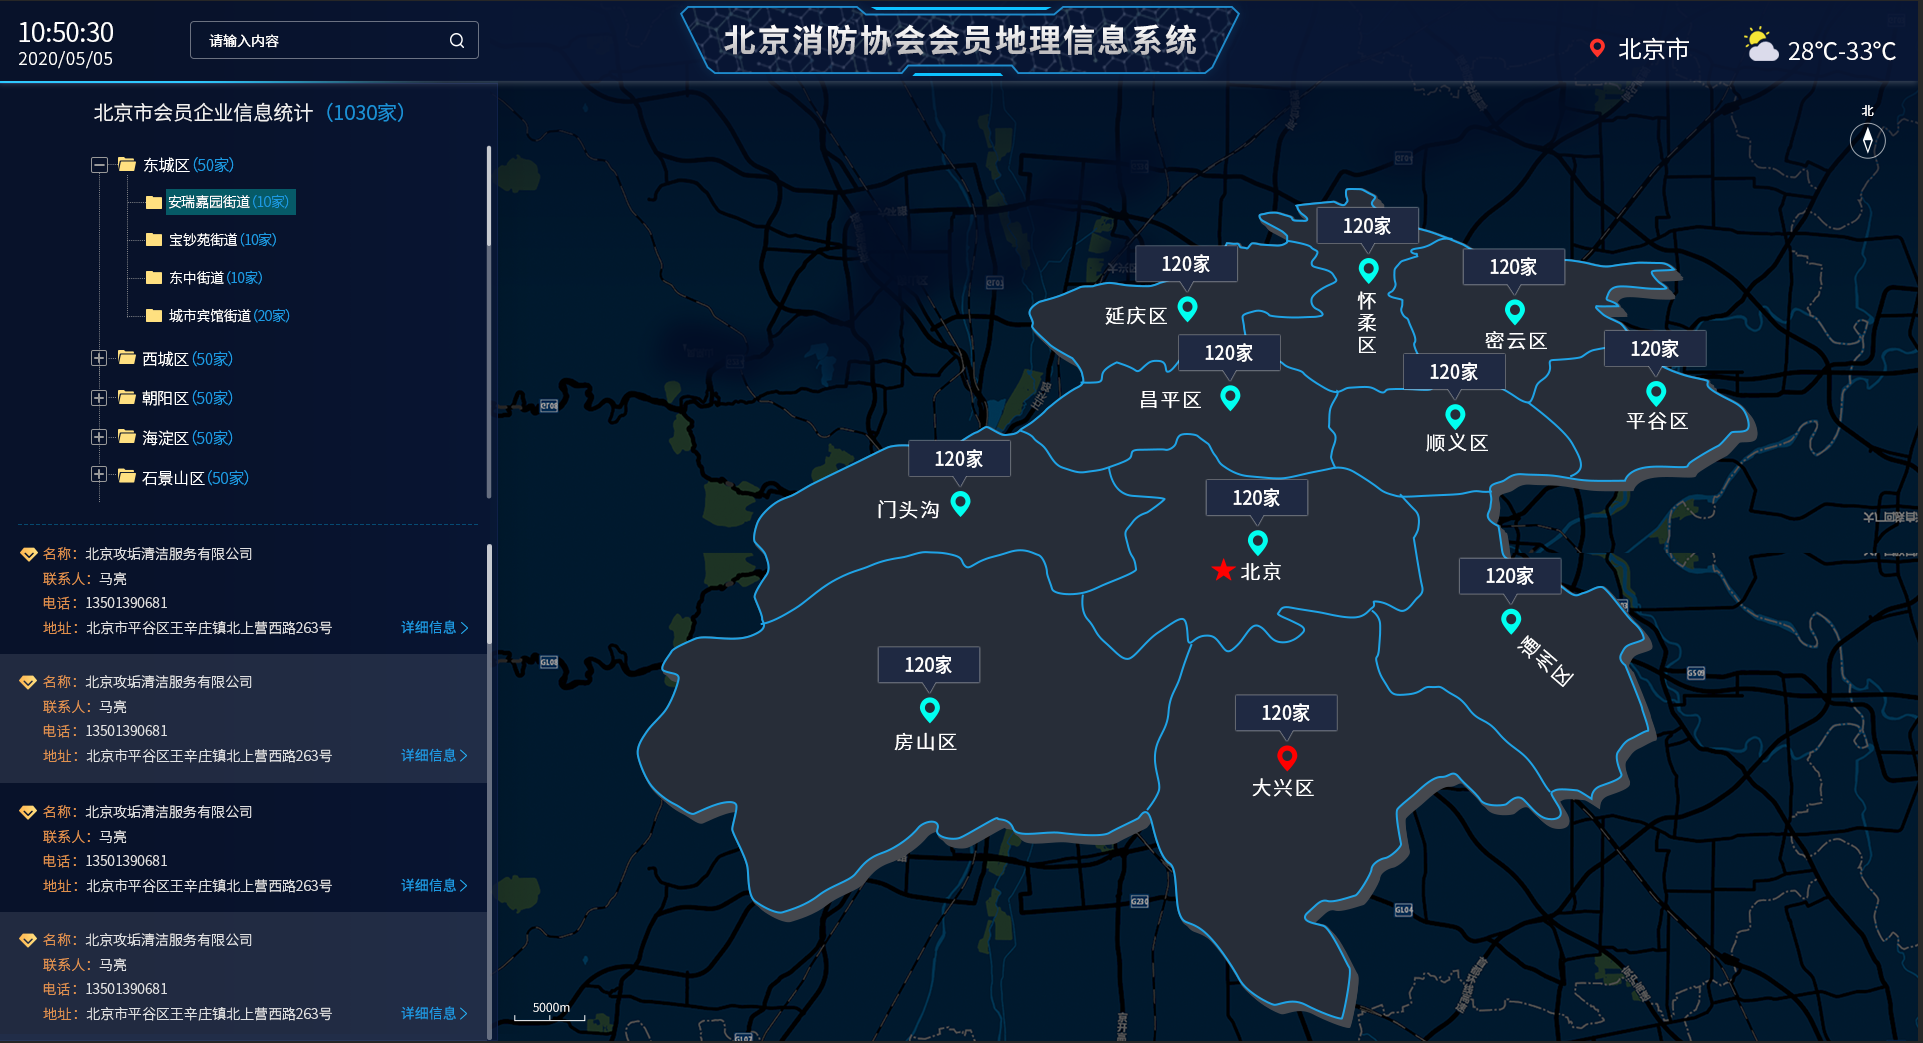 10:50:30
2020/05/05
请输入内容
北京消防协会会员地理信息系统
北京市
28℃-33℃
北京市会员企业信息统计（1030家）
东城区(50家)
安瑞嘉园街道(10家)
宝钞苑街道(10家)
东中街道(10家)
城市宾馆街道(20家)
西城区(50家)
朝阳区(50家)
海淀区(50家)
石景山区(50家)
名称：北京攻垢清洁服务有限公司
联系人：马亮
电话：13501390681
地址：北京市平谷区王辛庄镇北上营西路263号
详细信息
名称：北京攻垢清洁服务有限公司
联系人：马亮
电话：13501390681
地址：北京市平谷区王辛庄镇北上营西路263号
详细信息
名称：北京攻垢清洁服务有限公司
联系人：马亮
电话：13501390681
地址：北京市平谷区王辛庄镇北上营西路263号
详细信息
名称：北京攻垢清洁服务有限公司
联系人：马亮
电话：13501390681
地址：北京市平谷区王辛庄镇北上营西路263号
详细信息
北
120家
怀柔区
120家
延庆区
120家
密云区
120家
昌平区
120家
平谷区
120家
顺义区
120家
门头沟
120家
北京
120家
通州区
120家
房山区
120家
大兴区
G230
GL04
5000m